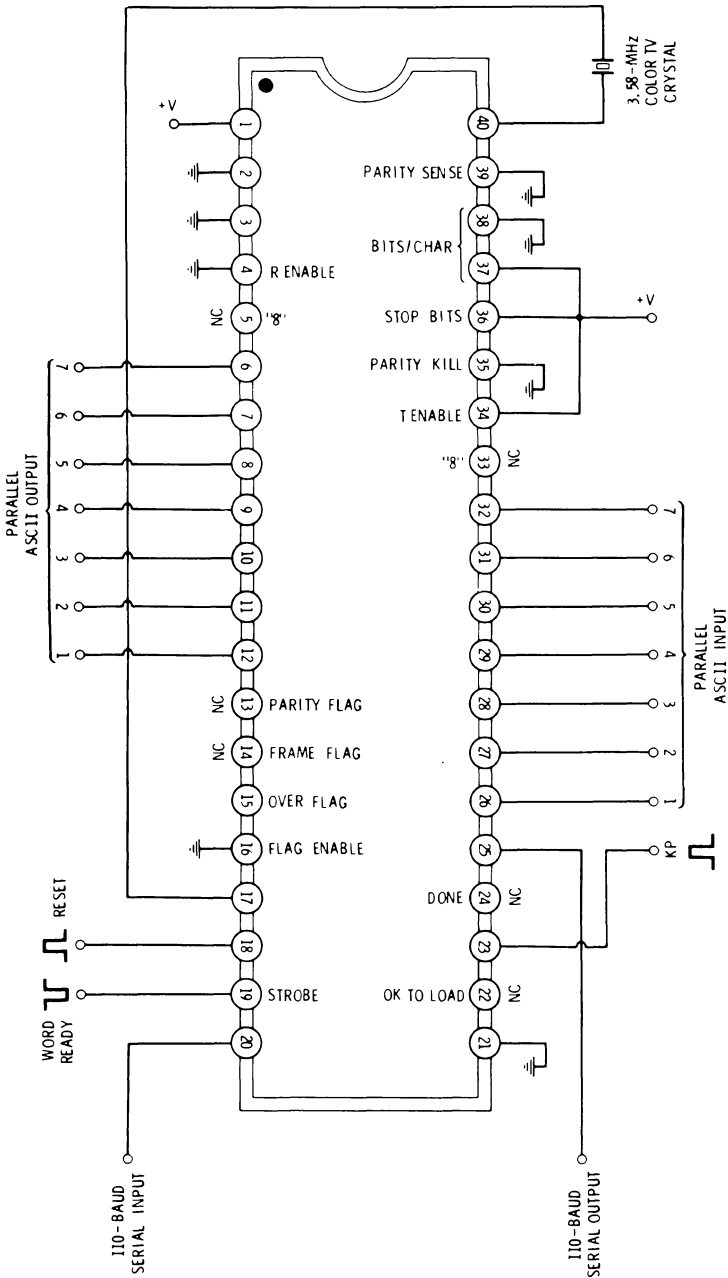 3.58-MHz
COLOR TV
CRYSTAL
+V
1
2
3
4
R ENABLE
NC
5
"8"
6
7
8
9
10
11
12
NC
13
PARITY FLAG
NC
14
FRAME FLAG
15
OVER FLAG
16
FLAG ENABLE
17
RESET
18
19
STROBE
WORD
READY
20
PARALLEL
ASCII OUTPUT
7
6
5
4
3
2
1
110-BAUD
SERIAL INPUT
40
PARITY SENSE
39
BITS/CHAR
38
37
STOP BITS
36
+V
PARITY KILL
35
T ENABLE
34
"8"
33
NC
32
31
30
29
28
27
26
25
DONE
24
NC
23
OK TO LOAD
22
NC
21
PARALLEL
ASCII INPUT
7
6
5
4
3
2
1
KP
110-BAUD
SERIAL OUTPUT